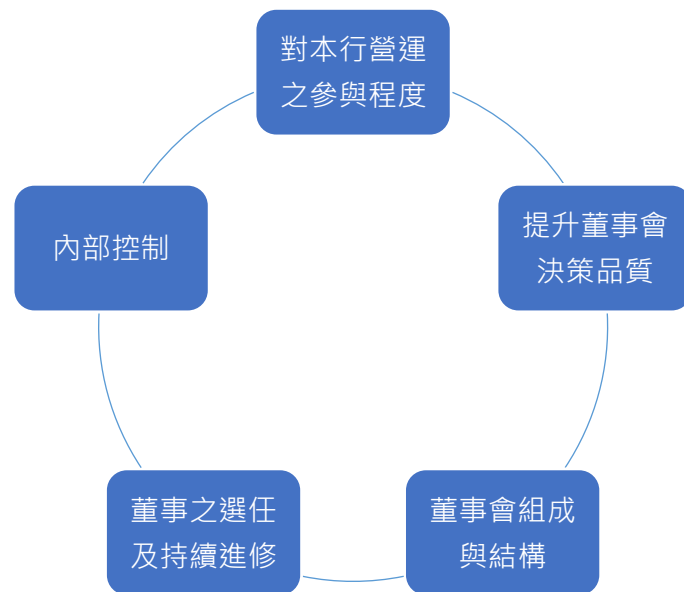 對本行營運
之參與程度
提升董事會
決策品質
董事會組成
與結構
董事之選任
及持續進修
內部控制